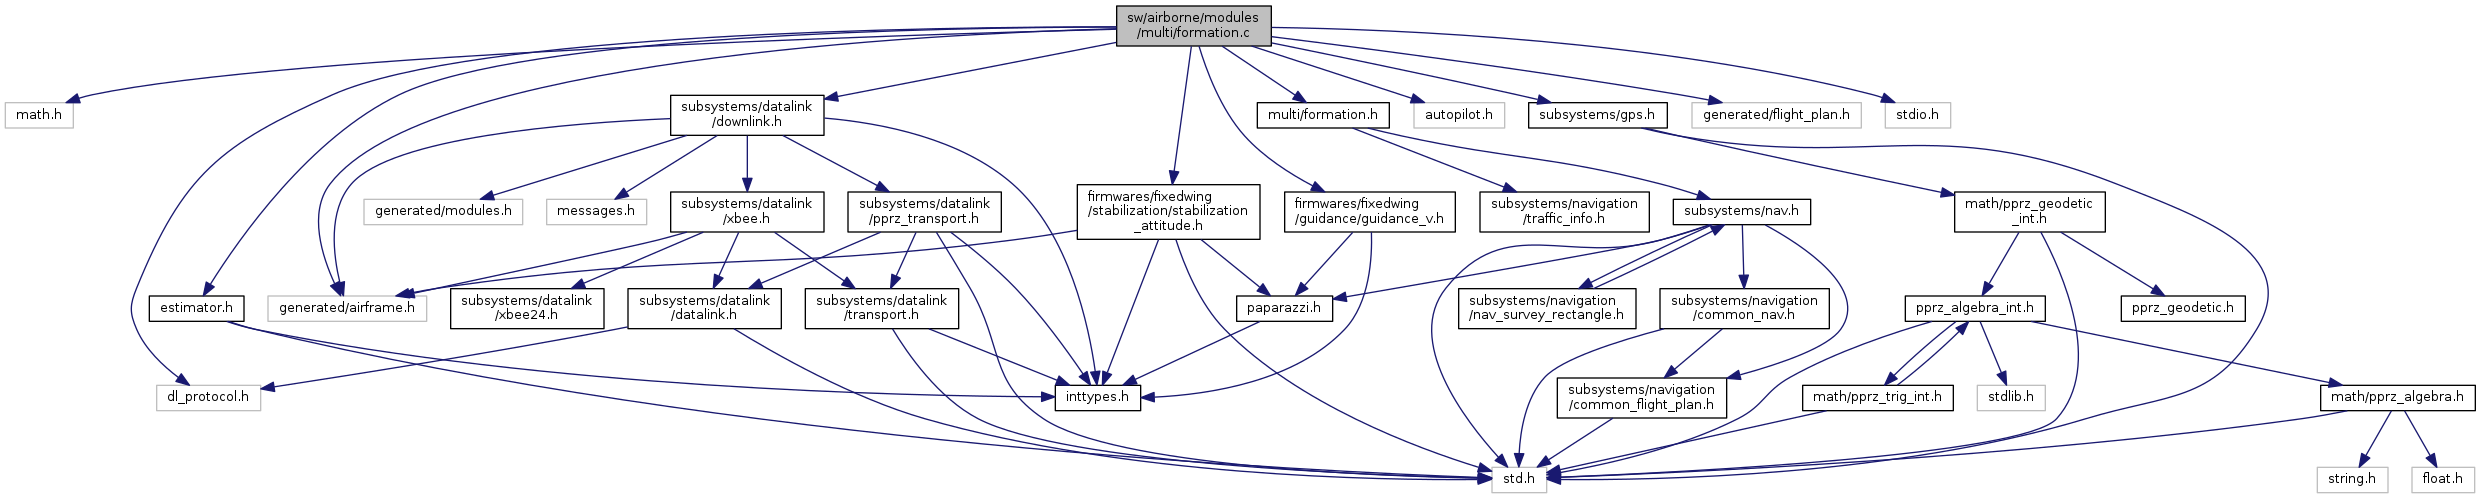 sw/airborne/modules
/multi/formation.c
math.h
subsystems/datalink
/downlink.h
multi/formation.h
autopilot.h
subsystems/gps.h
generated/flight_plan.h
stdio.h
generated/modules.h
messages.h
subsystems/datalink
/xbee.h
subsystems/datalink
/pprz_transport.h
firmwares/fixedwing
/stabilization/stabilization
_attitude.h
firmwares/fixedwing
/guidance/guidance_v.h
subsystems/navigation
/traffic_info.h
subsystems/nav.h
math/pprz_geodetic
_int.h
estimator.h
generated/airframe.h
subsystems/datalink
/xbee24.h
subsystems/datalink
/datalink.h
subsystems/datalink
/transport.h
paparazzi.h
subsystems/navigation
/nav_survey_rectangle.h
subsystems/navigation
/common_nav.h
pprz_algebra_int.h
pprz_geodetic.h
dl_protocol.h
inttypes.h
subsystems/navigation
/common_flight_plan.h
math/pprz_trig_int.h
stdlib.h
math/pprz_algebra.h
std.h
string.h
float.h